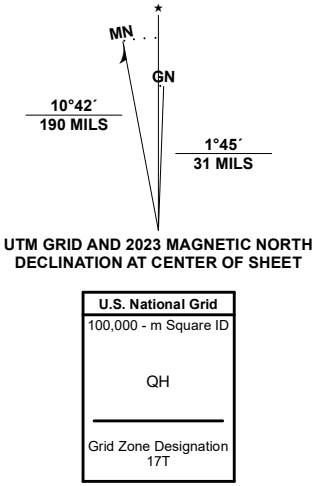 MN
GN
10°42´
190 MILS
1°45´
31 MILS
UTM GRID AND 2023 MAGNETIC NORTH
DECLINATION AT CENTER OF SHEET
U.S. National Grid
100,000 - m Square ID
QH
Grid Zone Designation
17T